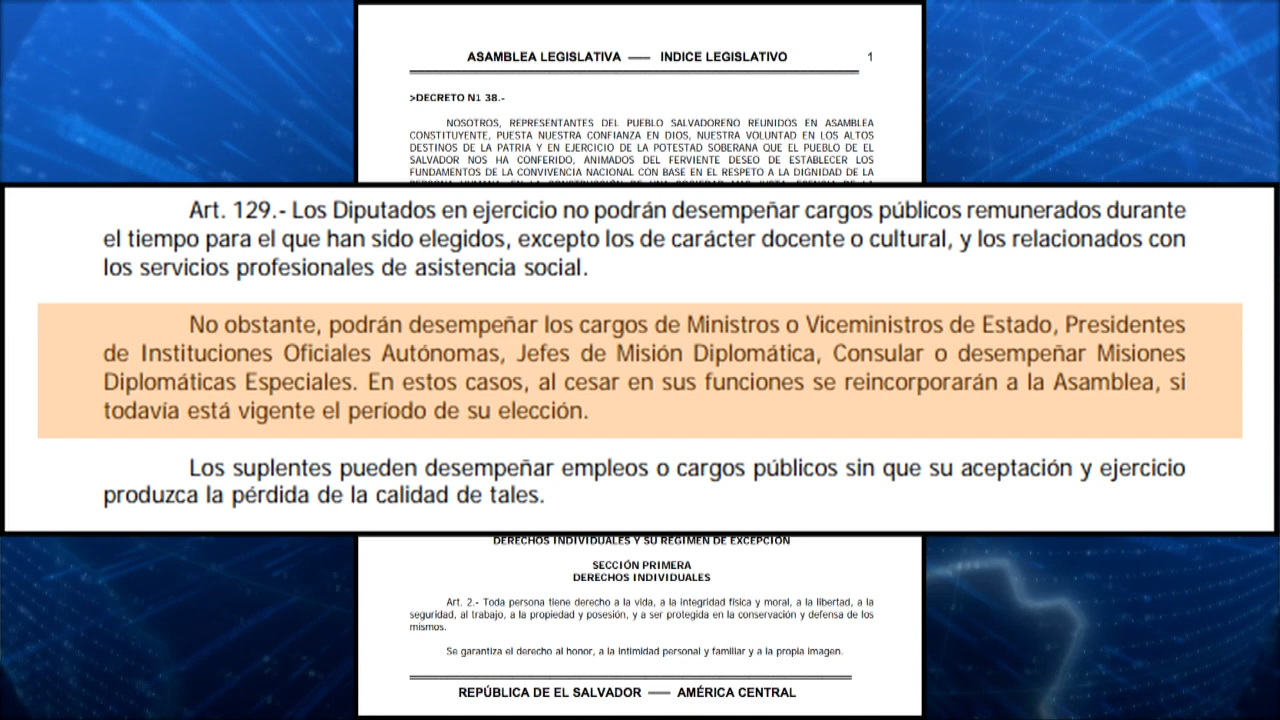 ASAMBLEA LEGISLATIVA —— INDICE LEGISLATIVO 1
>DECRETO N1 38.-
NOSOTROS, REPRESENTANTES DEL PUEBLO SALVADOREÑO REUNIDOS EN ASAMBLEA
CONSTITUYENTE, PUESTA NUESTRA CONFIANZA EN DIOS, NUESTRA VOLUNTAD EN LOS ALTOS
DESTINOS DE LA PATRIA Y EN EJERCICIO DE LA POTESTAD SOBERANA QUE EL PUEBLO DE EL
SALVADOR NOS HA CONFERIDO, ANIMADOS DEL FERVIENTE DESEO DE ESTABLECER LOS
FUNDAMENTOS DE LA CONVIVENCIA NACIONAL CON BASE EN EL RESPETO A LA DIGNIDAD DE LA
Art. 129.- Los Diputados en ejercicio no podrán desempeñar cargos públicos remunerados durante
el tiempo para el que han sido elegidos, excepto los de carácter docente o cultural, y los relacionados con
los servicios profesionales de asistencia social.
No obstante, podrán desempeñar los cargos de Ministros o Viceministros de Estado, Presidentes
de Instituciones Oficiales Autónomas, Jefes de Misión Diplomática, Consular o desempeñar Misiones
Diplomáticas Especiales. En estos casos, al cesar en sus funciones se reincorporarán a la Asamblea, si
todavía está vigente el período de su elección.
Los suplentes pueden desempeñar empleos o cargos públicos sin que su aceptación y ejercicio
produzca la pérdida de la calidad de tales.
DERECHOS INDIVIDUALES Y SU REGIMEN DE EXCEPCION
SECCIÓN PRIMERA
DERECHOS INDIVIDUALES
Art. 2.- Toda persona tiene derecho a la vida, a la integridad física y moral, a la libertad, a la
seguridad, al trabajo, a la propiedad y posesión, y a ser protegida en la conservación y defensa de los
mismos.
Se garantiza el derecho al honor, a la intimidad personal y familiar y a la propia imagen.
REPÚBLICA DE EL SALVADOR —— AMÉRICA CENTRAL